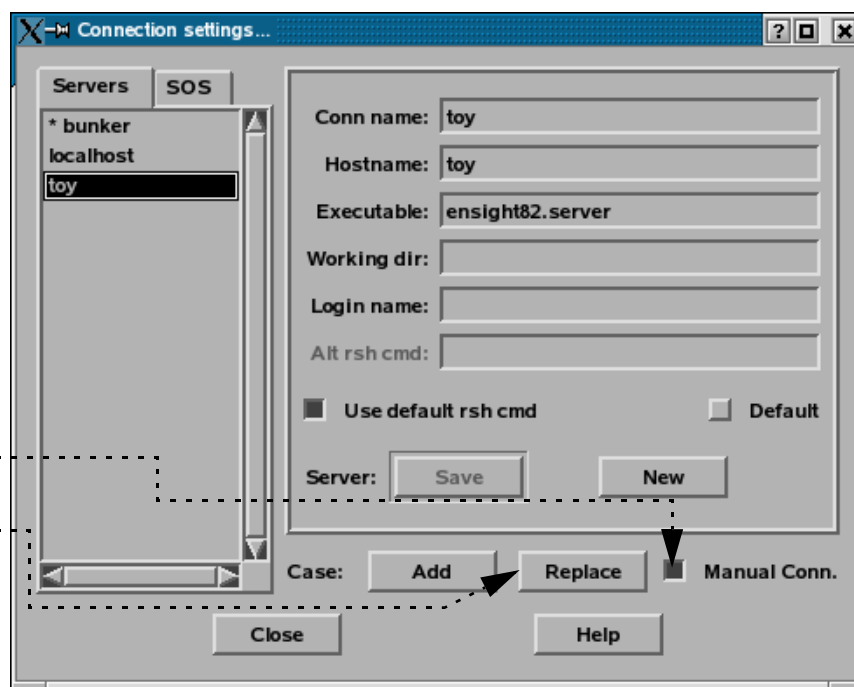 Connection settings...
Servers SOS
* bunker
localhost
toy
Conn name: toy
Hostname: toy
Executable: ensight82.server
Working dir:
Login name:
Alt rsh cmd:
Use default rsh cmd Default
Server: Save New
Case: Add Replace Manual Conn.
Close Help